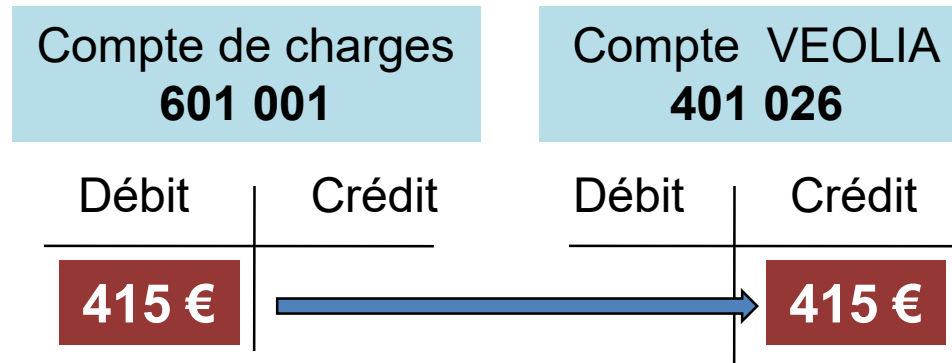 Compte de charges
601 001
Compte VEOLIA
401 026
Débit
Crédit
Débit
Crédit
415 €
415 €